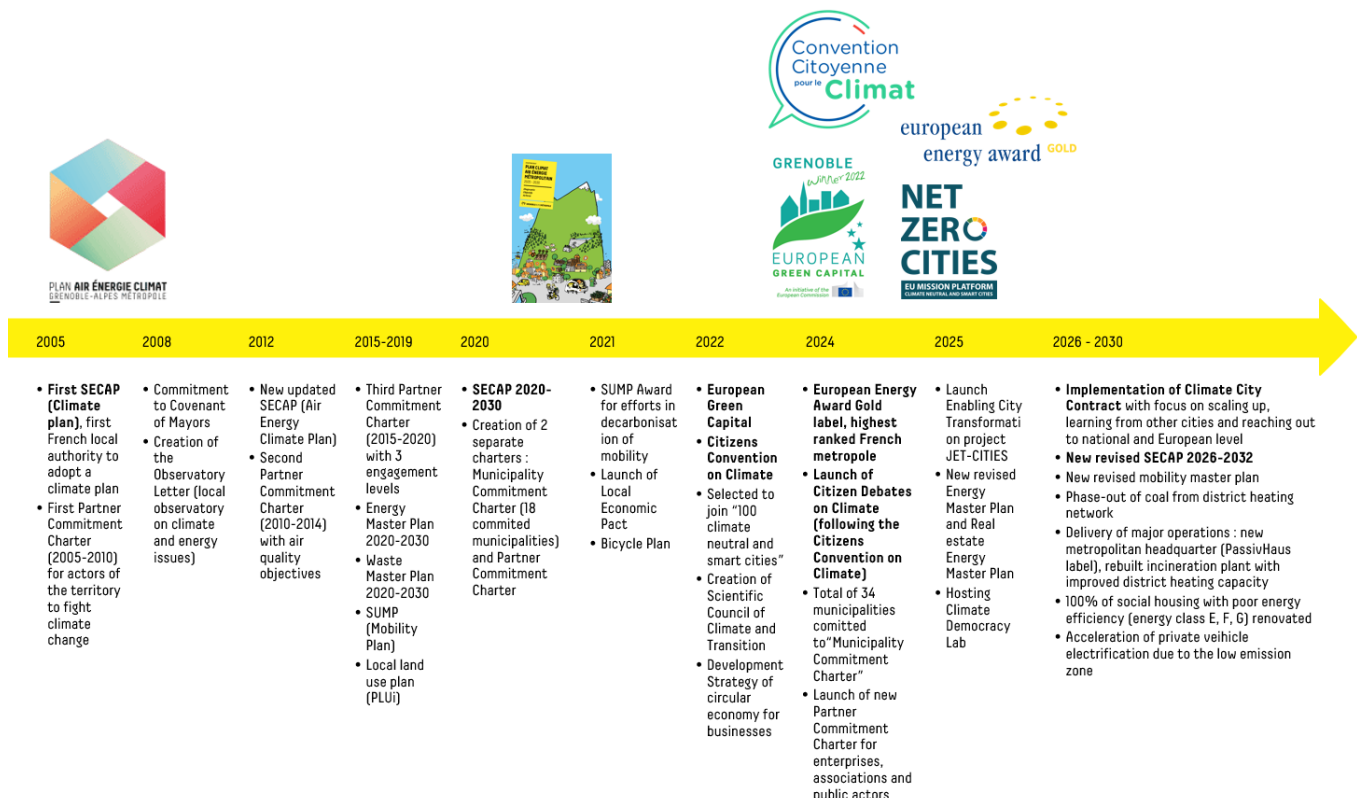 Convention
Citoyenne
pour le Climat
european
energy award GOLD
GRENOBLE
winner 2022
EUROPEAN
GREEN CAPITAL
An initiative of the
European Commission
NET
ZERO
CITIES
EU MISSION PLATFORM
CLIMATE NEUTRAL AND SMART CITIES
PLAN AIR ÉNERGIE CLIMAT
GRENOBLE-ALPES MÉTROPOLE
PLAN CLIMAT
AIR ÉNERGIE
MÉTROPOLITAIN
2005
• First SECAP
(Climate
plan), first
French local
authority to
adopt a
climate plan
• First Partner
Commitment
Charter
(2005-2010)
for actors of
the territory
to fight
climate
change
2008
• Commitment
to Covenant
of Mayors
• Creation of
the
Observatory
Letter (local
observatory
on climate
and energy
issues)
2012
• New updated
SECAP (Air
Energy
Climate Plan)
• Second
Partner
Commitment
Charter
(2010-2014)
with air
quality
objectives
2015-2019
• Third Partner
Commitment
Charter
(2015-2020)
with 3
engagement
levels
• Energy
Master Plan
2020-2030
• Waste
Master Plan
2020-2030
• SUMP
(Mobility
Plan)
• Local land
use plan
(PLUi)
2020
• SECAP 2020-
2030
• Creation of 2
separate
charters :
Municipality
Commitment
Charter (18
commited
municipalities)
and Partner
Commitment
Charter
2021
• SUMP Award
for efforts in
decarbonisat
ion of
mobility
• Launch of
Local
Economic
Pact
• Bicycle Plan
2022
• European
Green
Capital
• Citizens
Convention
on Climate
• Selected to
join “100
climate
neutral and
smart cities”
• Creation of
Scientific
Council of
Climate and
Transition
• Development
Strategy of
circular
economy for
businesses
2024
• European Energy
Award Gold
label, highest
ranked French
metropole
• Launch of
Citizen Debates
on Climate
(following the
Citizens
Convention on
Climate)
• Total of 34
municipalities
comitted
to“Municipality
Commitment
Charter”
• Launch of new
Partner
Commitment
Charter for
enterprises,
associations and
public actors
2025
• Launch
Enabling City
Transformati
on project
JET-CITIES
• New revised
Energy
Master Plan
and Real
estate
Energy
Master Plan
• Hosting
Climate
Democracy
Lab
2026 - 2030
• Implementation of Climate City
Contract with focus on scaling up,
learning from other cities and reaching out
to national and European level
• New revised SECAP 2026-2032
• New revised mobility master plan
• Phase-out of coal from district heating
network
• Delivery of major operations : new
metropolitan headquarter (PassivHaus
label), rebuilt incineration plant with
improved district heating capacity
• 100% of social housing with poor energy
efficiency (energy class E, F, G) renovated
• Acceleration of private veihicle
electrification due to the low emission
zone